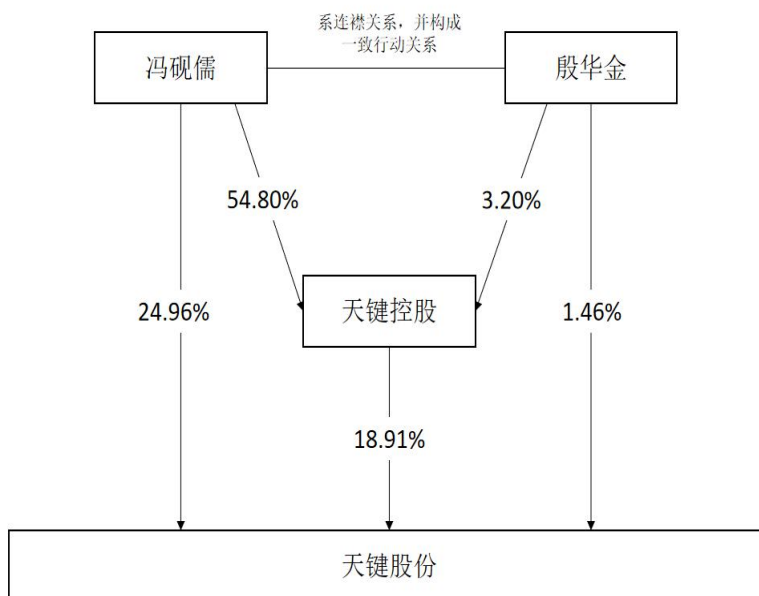 系连襟关系，并构成
一致行动关系
冯砚儒
殷华金
54.80%
3.20%
24.96%
天键控股
1.46%
18.91%
天键股份